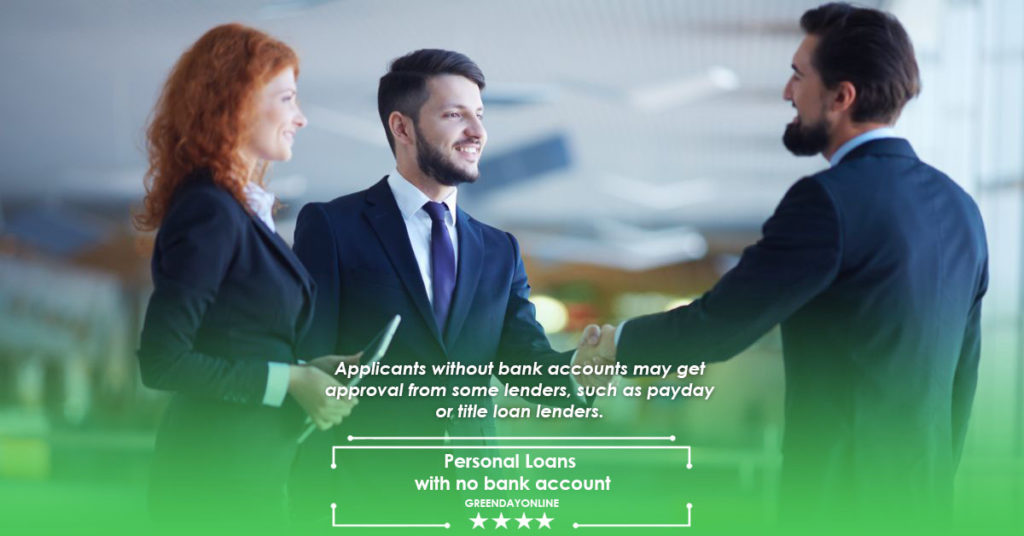 Applicants without bank accounts may get
approval from some lenders, such as payday
or title loan lenders.
Personal Loans
with no bank account
GREENDAYONLINE